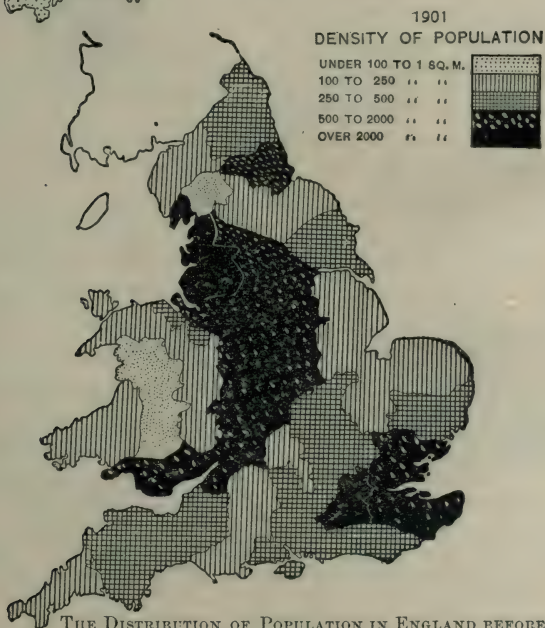 1901
DENSITY OF POPULATION
UNDER 100 TO 1 SQ. M.
100 TO 250 " "
250 TO 500 " "
500 TO 2000 " "
OVER 2000 " "
THE DISTRIBUTION OF POPULATION IN ENGLAND BEFORE